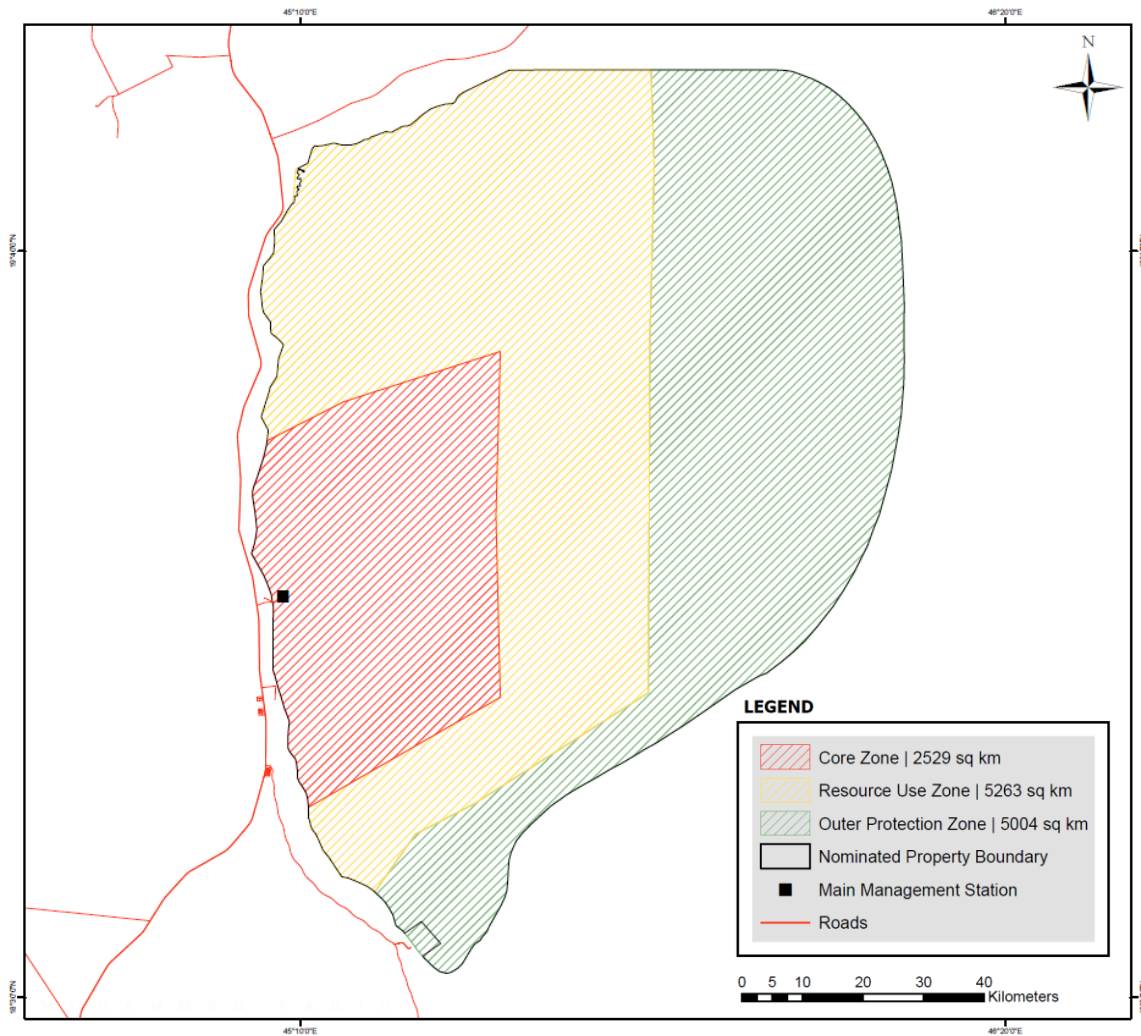 45°10'0"E
46°20'0"E
N
LEGEND
Core Zone | 2529 sq km
Resource Use Zone | 5263 sq km
Outer Protection Zone | 5004 sq km
Nominated Property Boundary
Main Management Station
Roads
0 5 10 20 30 40
Kilometers
45°10'0"E
46°20'0"E